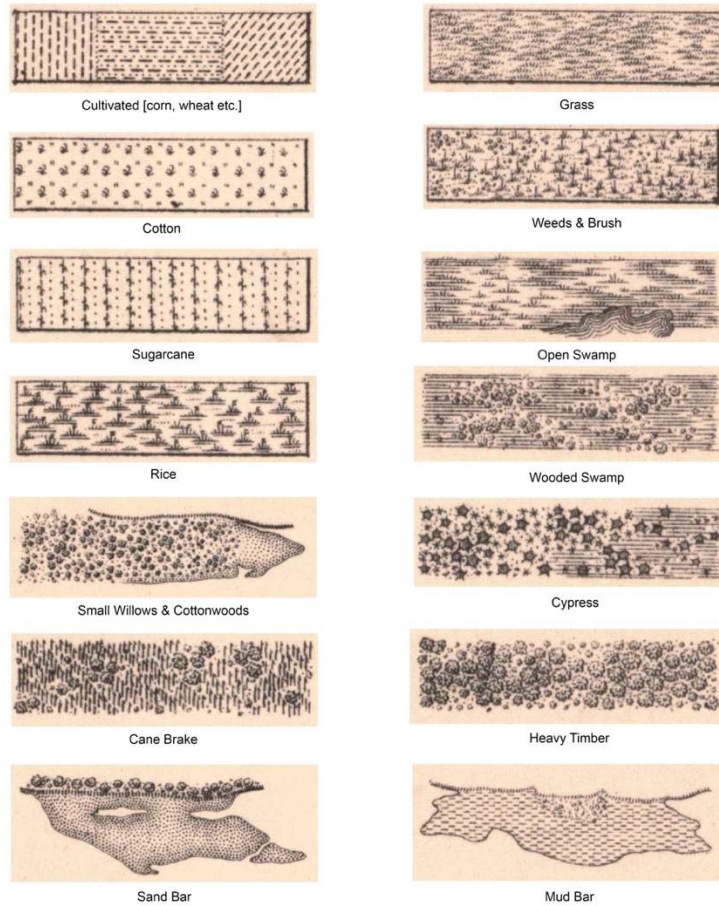 Cultivated [corn, wheat etc.]
Grass
Cotton
Weeds & Brush
Sugarcane
Open Swamp
Rice
Wooded Swamp
Small Willows & Cottonwoods
Cypress
Cane Brake
Heavy Timber
Sand Bar
Mud Bar